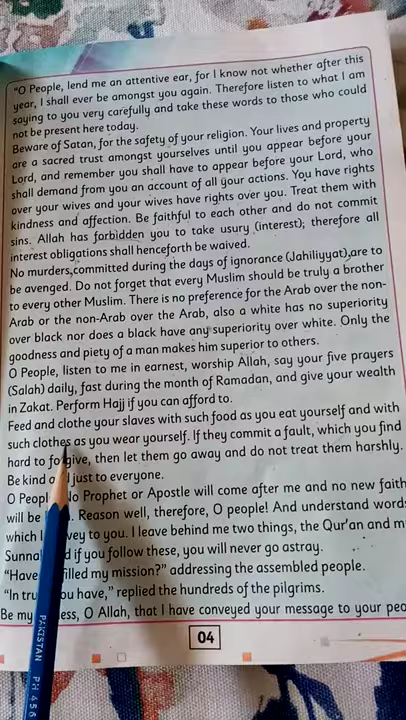 "O People, lend me an attentive ear, for I know not whether after this
year, I shall ever be amongst you again. Therefore listen to what I am
saying to you very carefully and take these words to those who could
not be present here today.
Beware of Satan, for the safety of your religion. Your lives and property
are a sacred trust amongst yourselves until you appear before your
Lord, and remember you shall have to appear before your Lord, who
shall demand from you an account of all your actions. You have rights
over your wives and your wives have rights over you. Treat them with
kindness and affection. Be faithful to each other and do not commit
sins. Allah has forbidden you to take usury (interest); therefore all
interest obligations shall henceforth be waived.
No murders,committed during the days of ignorance (Jahiliyyat),are to
be avenged. Do not forget that every Muslim should be truly a brother
to every other Muslim. There is no preference for the Arab over the non-
Arab or the non-Arab over the Arab, also a white has no superiority
over black nor does a black have any superiority over white. Only the
goodness and piety of a man makes him superior to others.
O People, listen to me in earnest, worship Allah, say your five prayers
(Salah) daily, fast during the month of Ramadan, and give your wealth
in Zakat. Perform Hajj if you can afford to.
Feed and clothe your slaves with such food as you eat yourself and with
such clothes as you wear yourself. If they commit a fault, which you find
hard to forgive, then let them go away and do not treat them harshly.
Be kind a just to everyone.
O Peopl No Prophet or Apostle will come after me and no new faith
will be Reason well, therefore, O people! And understand word
which I vey to you. I leave behind me two things, the Qur'an and m
Sunna d if you follow these, you will never go astray.
"Have filled my mission?" addressing the assembled people.
"In tru ou have," replied the hundreds of the pilgrims.
Be my ess, O Allah, that I have conveyed your message to your peo
04
PAKISTAN PH 456